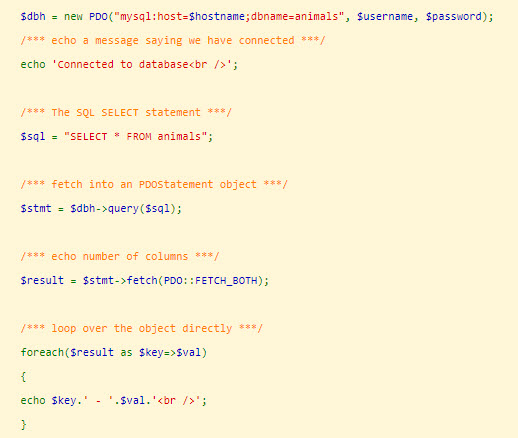 $dbh = new PDO("mysql:host=$hostname;dbname=animals", $username, $password);
/*** echo a message saying we have connected ***/
echo 'Connected to database<br />';
/*** The SQL SELECT statement ***/
$sql = "SELECT * FROM animals";
/*** fetch into an PDOStatement object ***/
$stmt = $dbh->query($sql);
/*** echo number of columns ***/
$result = $stmt->fetch(PDO::FETCH_BOTH);
/*** loop over the object directly ***/
foreach($result as $key=>$val)
{
echo $key.' - '.$val.'<br />';
}